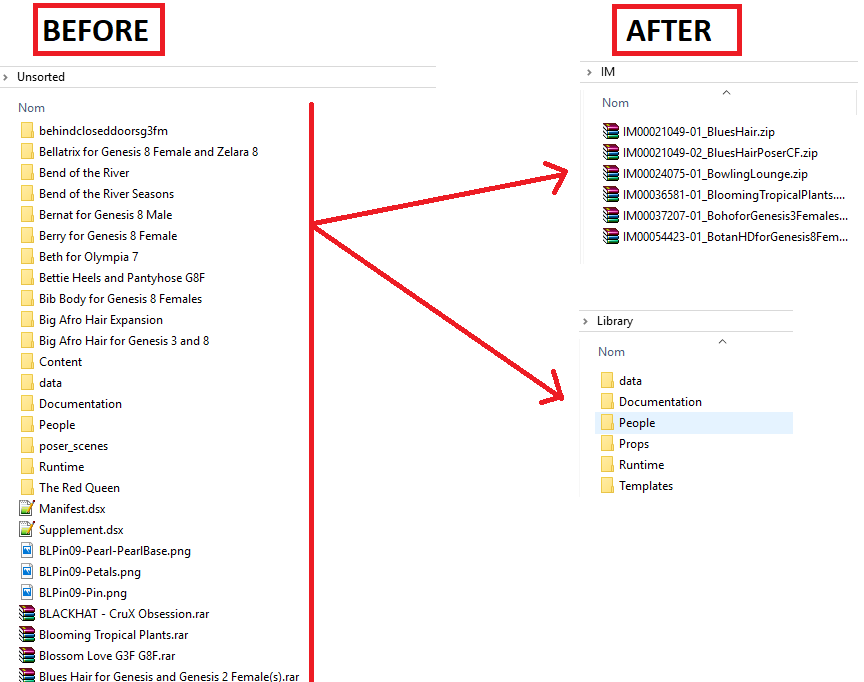 BEFORE
Unsorted
Nom
behindcloseddoorsg3fm
Bellatrix for Genesis 8 Female and Zelara 8
Bend of the River
Bend of the River Seasons
Bernat for Genesis 8 Male
Berry for Genesis 8 Female
Beth for Olympia 7
Bettie Heels and Pantyhose G8F
Bib Body for Genesis 8 Females
Big Afro Hair Expansion
Big Afro Hair for Genesis 3 and 8
Content
data
Documentation
People
poser_scenes
Runtime
The Red Queen
Manifest.dsx
Supplement.dsx
BLPin09-Pearl-PearlBase.png
BLPin09-Petals.png
BLPin09-Pin.png
BLACKHAT - CruX Obsession.rar
Blooming Tropical Plants.rar
Blossom Love G3F G8F.rar
Blues Hair for Genesis and Genesis 2 Female(s).rar
AFTER
IM
Nom
IM00021049-01_BluesHair.zip
IM00021049-02_BluesHairPoserCF.zip
IM00024075-01_BowlingLounge.zip
IM00036581-01_BloomingTropicalPlants....
IM00037207-01_BohoforGenesis3Females...
IM00054423-01_BotanHDforGenesis8Fem...
Library
Nom
data
Documentation
People
Props
Runtime
Templates